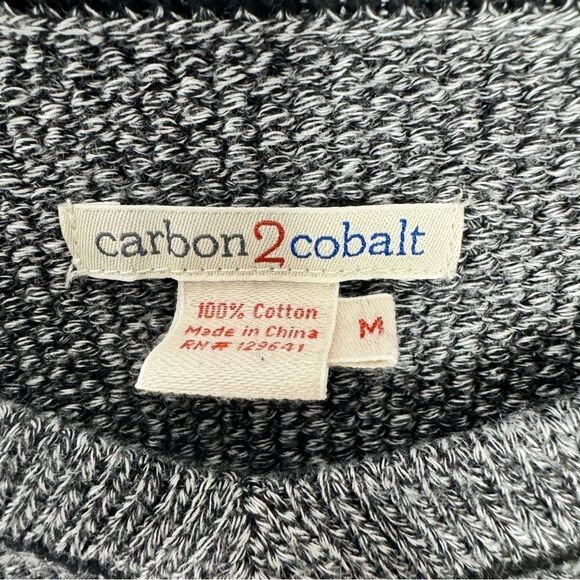 carbon2cobalt
100% Cotton
Made in China
RN# 129641
M